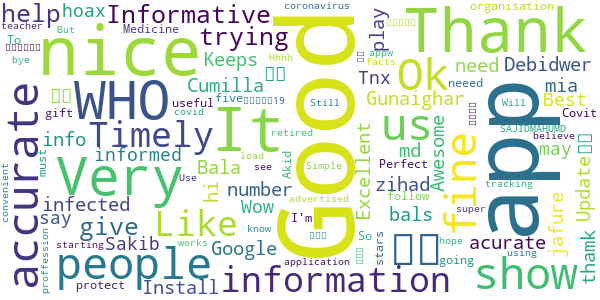 help
hoax
Informative
coronavirus
organisation
teacher
But
Medicine
trying
play
Thank
To
Keeps
nice
Good
app
bye
Cumilla
Tnx
Ok
need
Debidwer
WHO
It
useful
five
Still
appw
neeed
mia
gift
facts
Gunaighar
Best
Will
Covit
accurate
Timely
info
covid
retired
us
SAJIDMAHUMD
must
informed
load
Akid
Simple
md
Perfect
fine
may
believe
Very
Bala
see
Excellent
Awesome
Update
convenient
infected
Use
hi
number
advertised
zihad
follow
tracking
say
give
Like
Wow
I'm
bals
super
jafure
proffession
Sakib
know
So
stars
acurate
thamk
people
starting
works
Google
application
going
hope
using
protect
Install
information
show